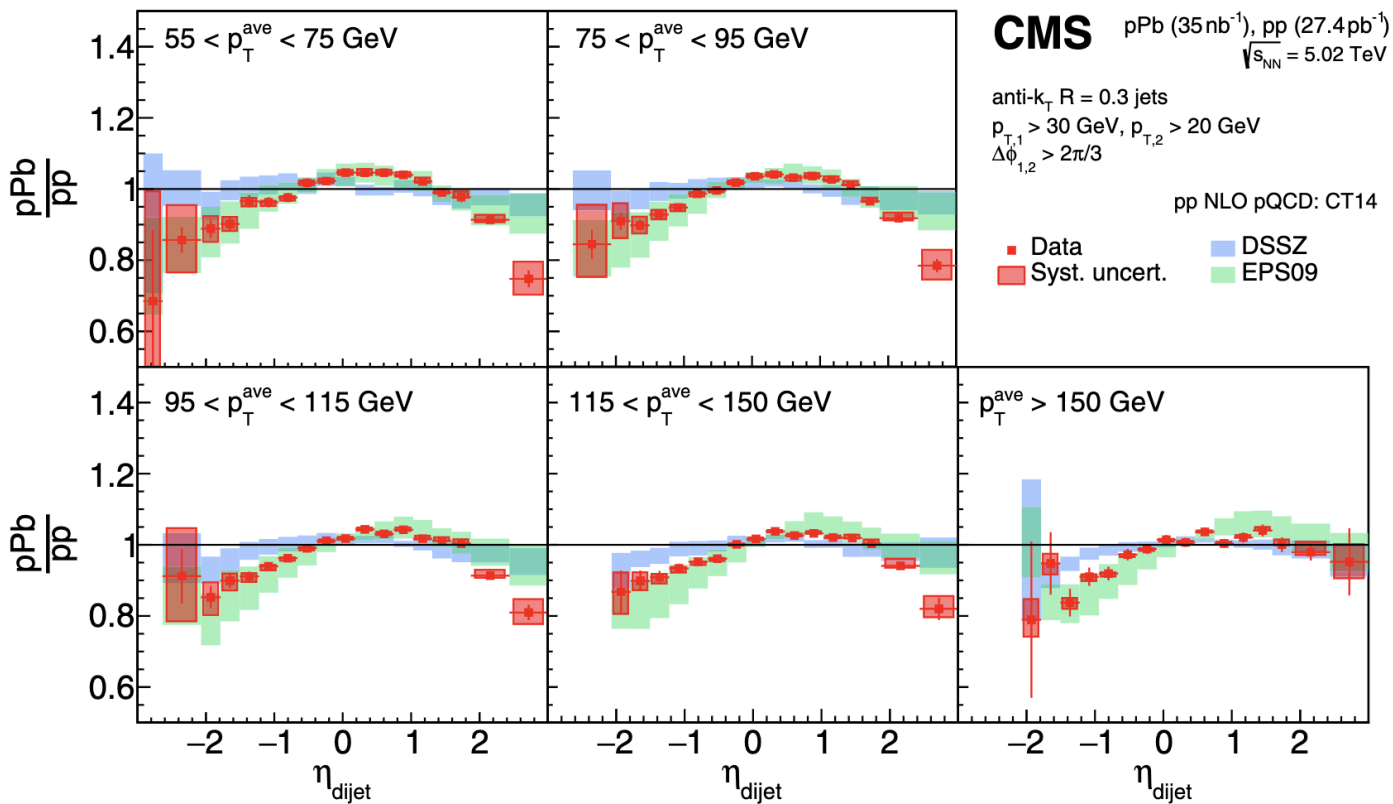 55 < p_T^ave < 75 GeV
75 < p_T^ave < 95 GeV
CMS
pPb (35 nb⁻¹), pp (27.4 pb⁻¹)
√s_NN = 5.02 TeV
anti-k_T R = 0.3 jets
p_T,1 > 30 GeV, p_T,2 > 20 GeV
Δϕ_1,2 > 2π/3
pp NLO pQCD: CT14
Data
DSSZ
Syst. uncert.
EPS09
pPb
pp
1.4
1.2
1
0.8
0.6
95 < p_T^ave < 115 GeV
115 < p_T^ave < 150 GeV
p_T^ave > 150 GeV
pPb
pp
1.4
1.2
1
0.8
0.6
−2 −1 0 1 2
−2 −1 0 1 2
−2 −1 0 1 2
η_dijet
η_dijet
η_dijet